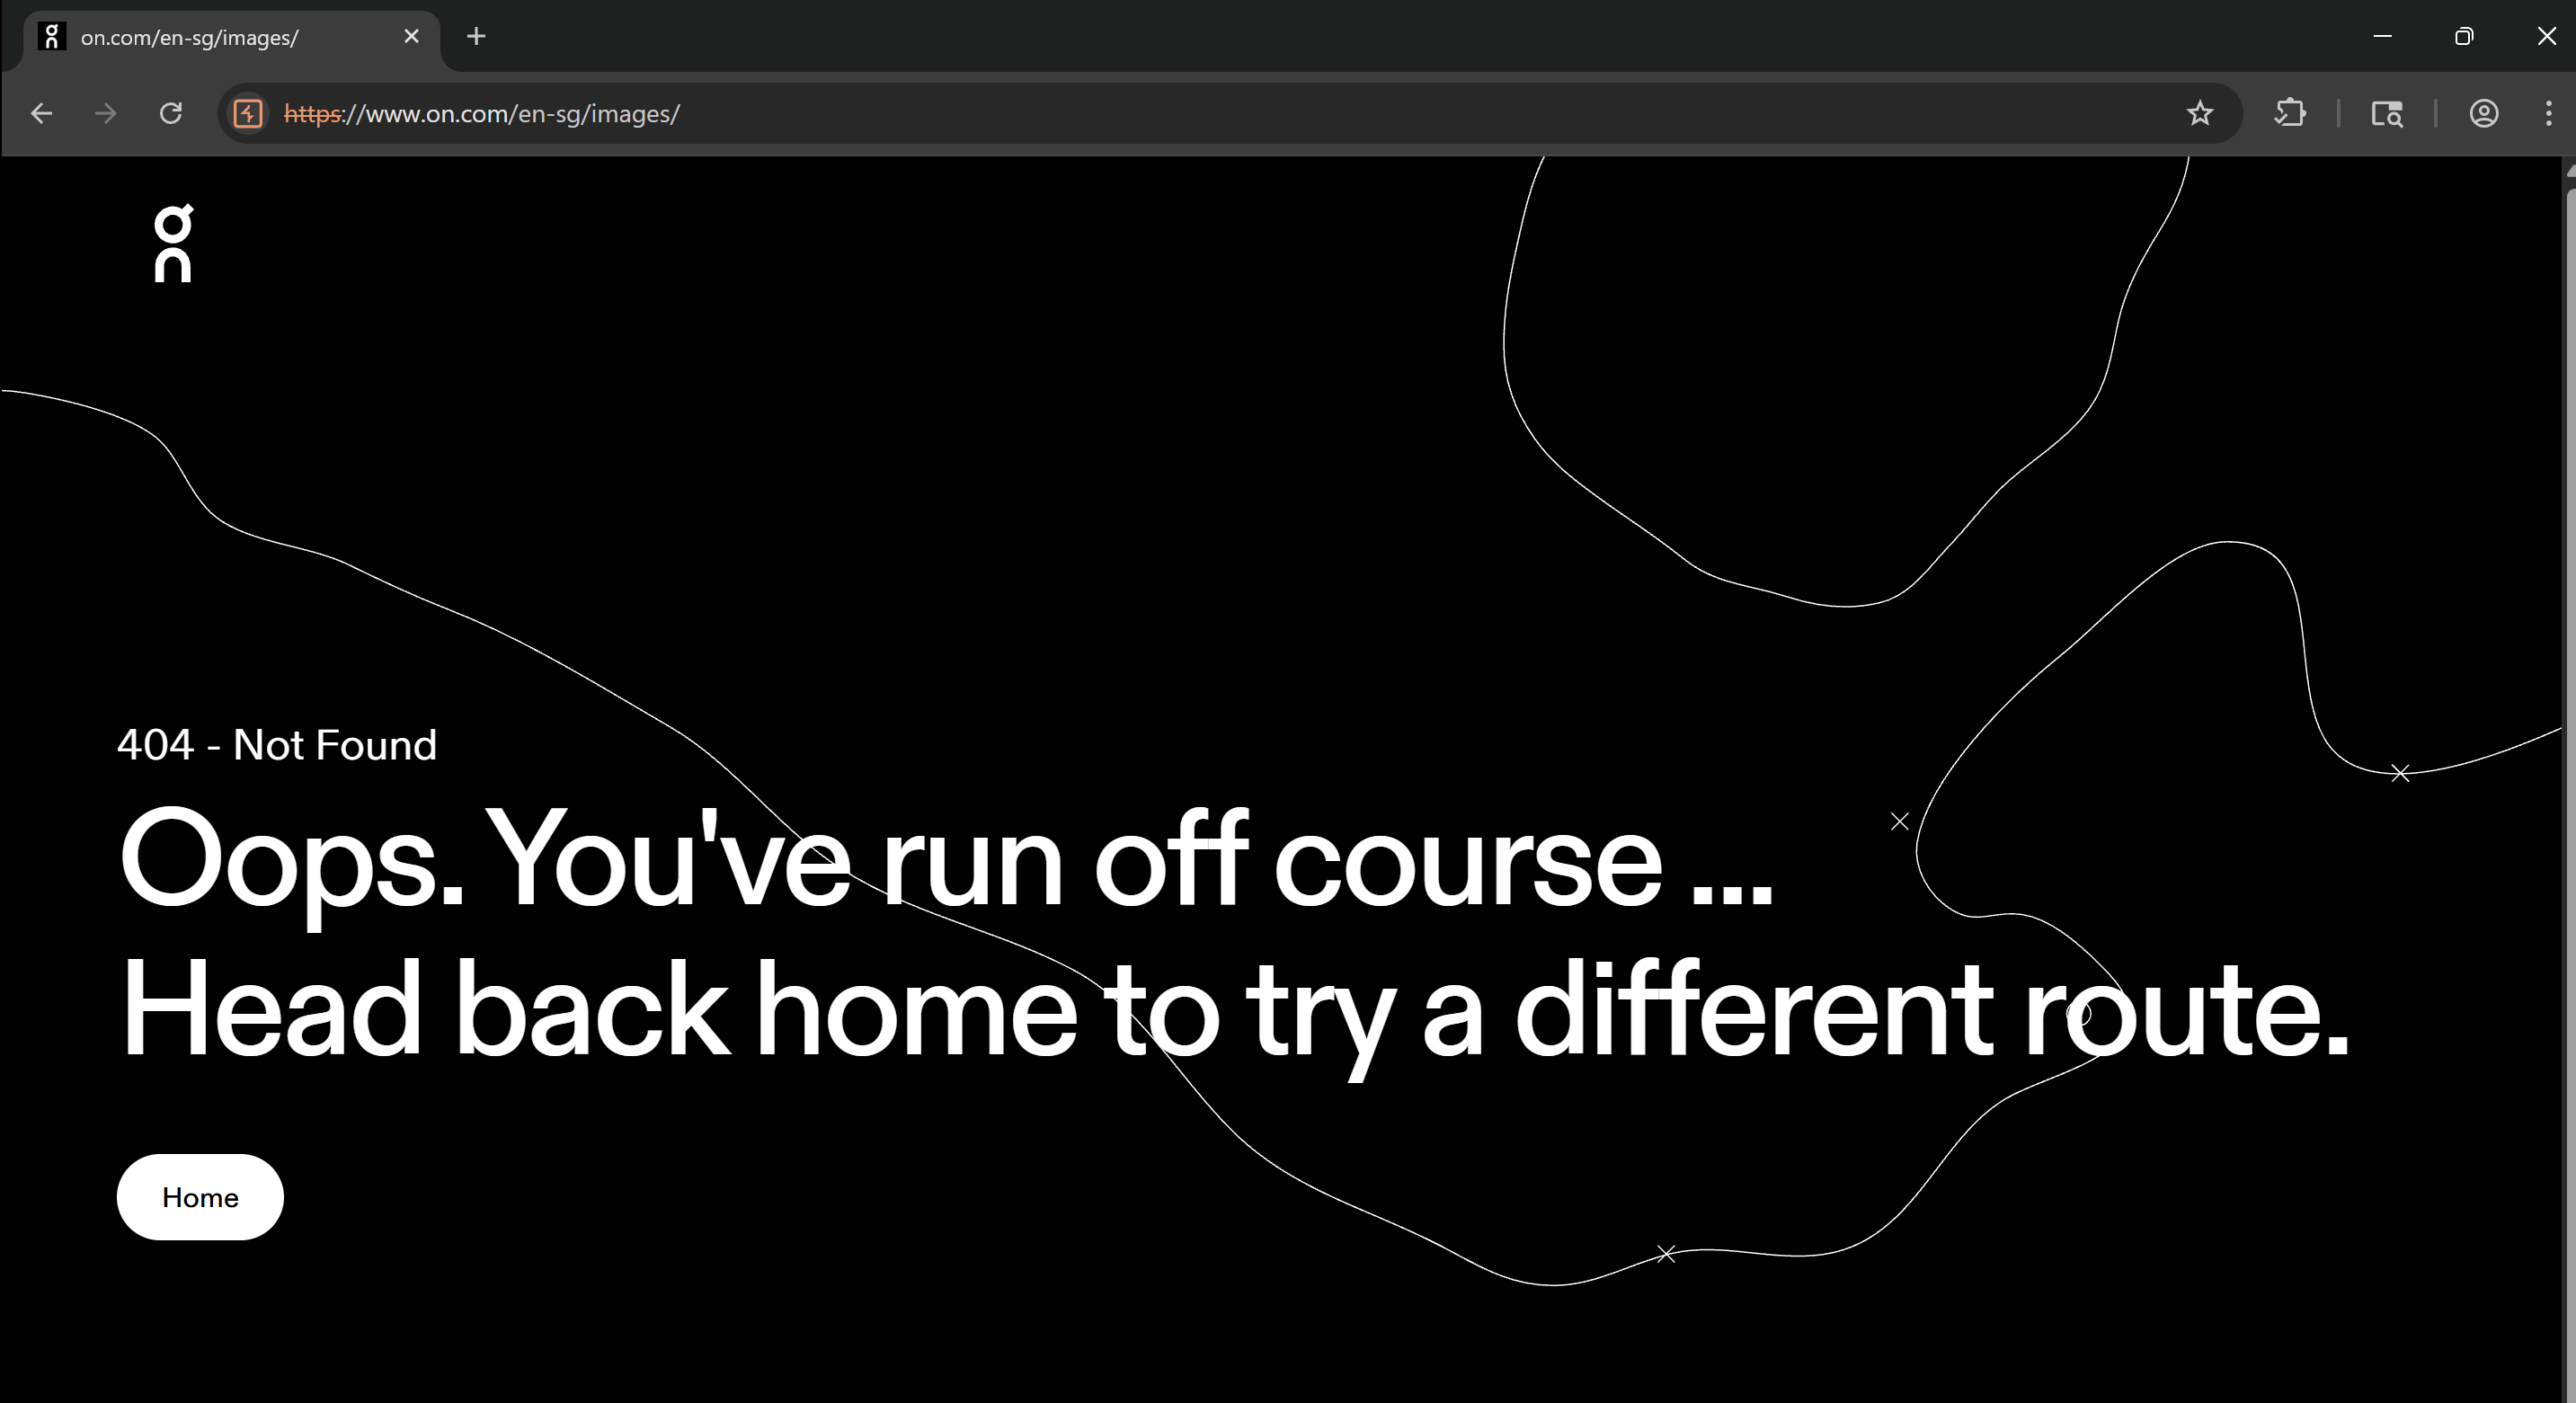 on.com/en-sg/images/
https://www.on.com/en-sg/images/
on
404 - Not Found
Oops. You've run off course ...
Head back home to try a different route.
Home